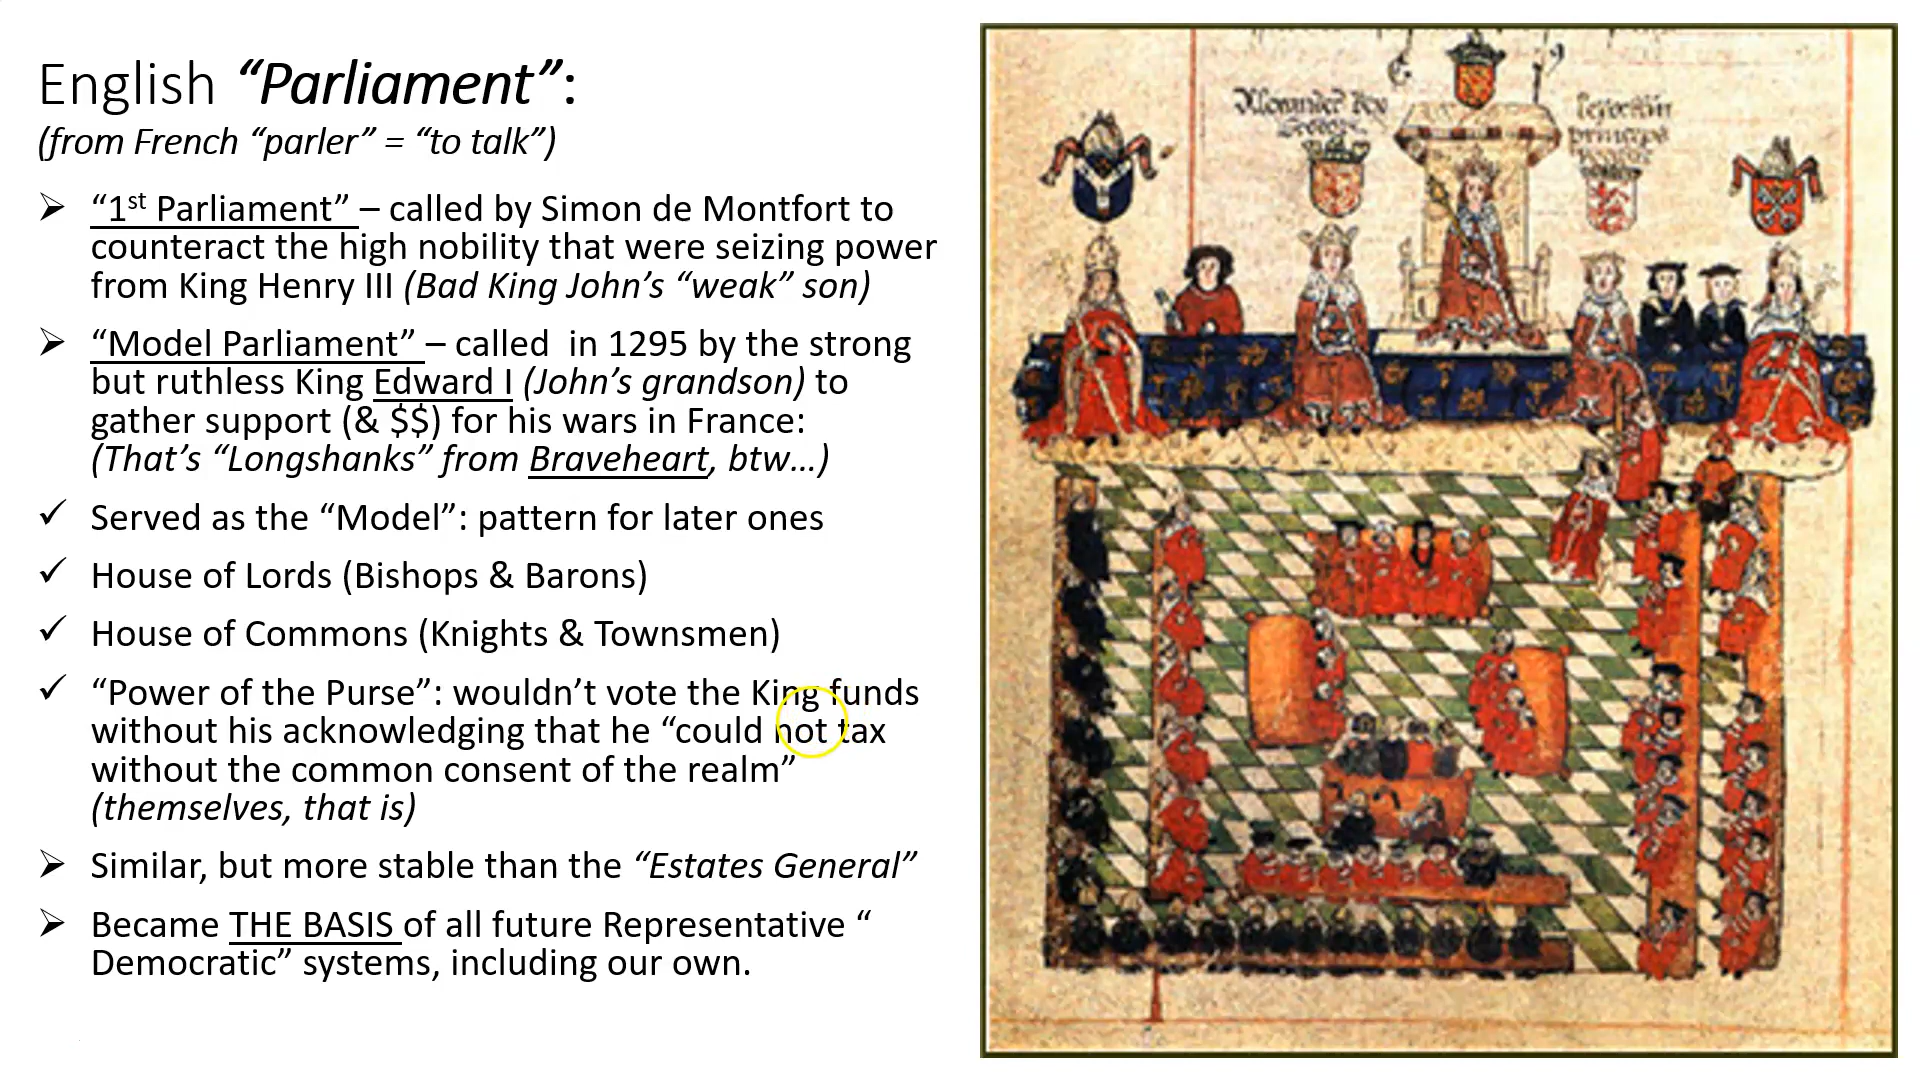 English “Parliament”:
(from French “parler” = “to talk”)
“1st Parliament” – called by Simon de Montfort to
counteract the high nobility that were seizing power
from King Henry III (Bad King John’s “weak” son)
“Model Parliament” – called  in 1295 by the strong
but ruthless King Edward I (John’s grandson) to
gather support (& $$) for his wars in France:
(That’s “Longshanks” from Braveheart, btw…)
Served as the “Model”: pattern for later ones
House of Lords (Bishops & Barons)
House of Commons (Knights & Townsmen)
“Power of the Purse”: wouldn’t vote the King funds
without his acknowledging that he “could not tax
without the common consent of the realm”
(themselves, that is)
Similar, but more stable than the “Estates General”
Became THE BASIS of all future Representative “
Democratic” systems, including our own.